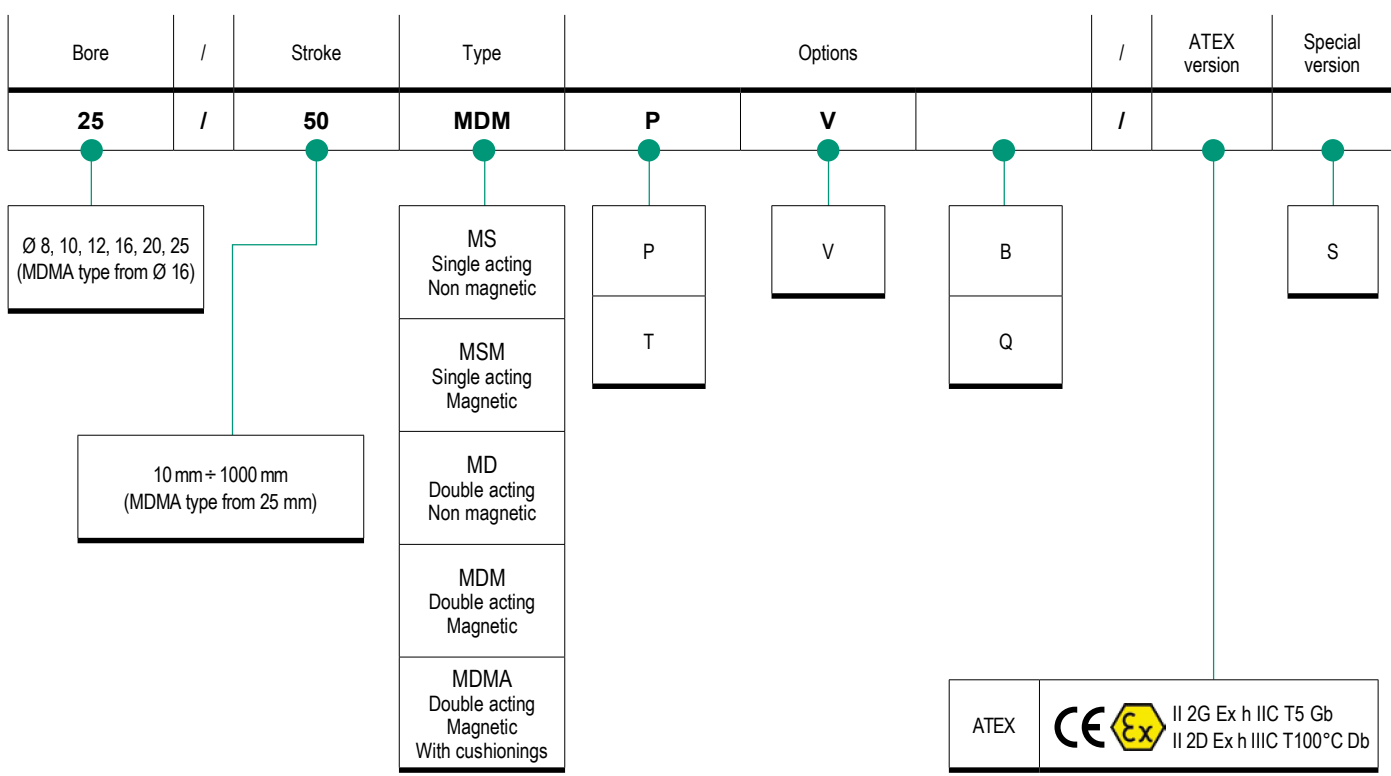 Bore / Stroke Type Options / ATEX version Special version
25 / 50 MDM P V /
Ø 8, 10, 12, 16, 20, 25
(MDMA type from Ø 16)
10 mm ÷ 1000 mm
(MDMA type from 25 mm)
MS
Single acting
Non magnetic
MSM
Single acting
Magnetic
MD
Double acting
Non magnetic
MDM
Double acting
Magnetic
MDMA
Double acting
Magnetic
With cushionings
P
T
V
B
Q
S
ATEX
CE Ex
II 2G Ex h IIC T5 Gb
II 2D Ex h IIIC T100°C Db